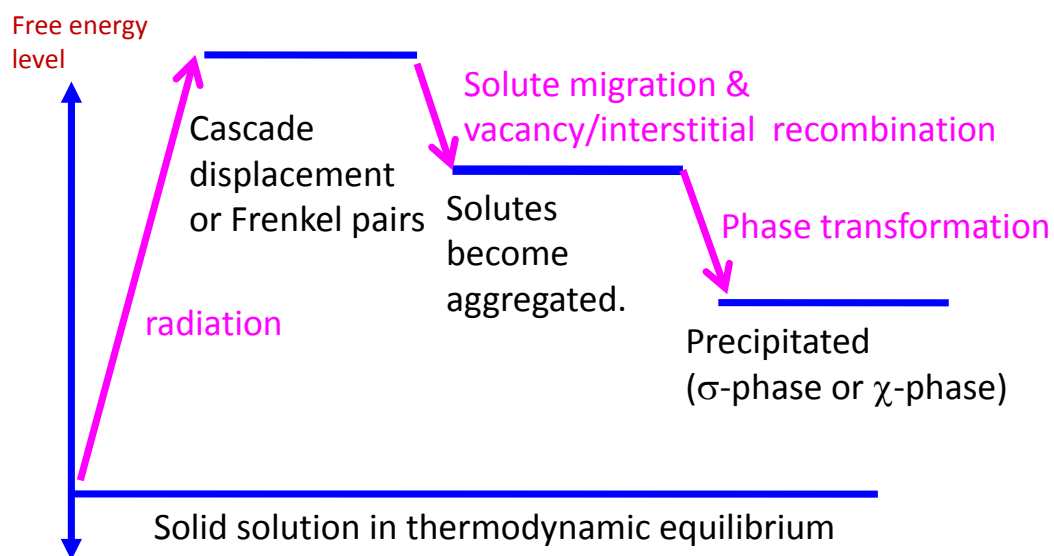 Free energy
level
Solute migration &
vacancy/interstitial recombination
Cascade
displacement
or Frenkel pairs
Solutes
become
aggregated.
Phase transformation
radiation
Precipitated
(σ-phase or χ-phase)
Solid solution in thermodynamic equilibrium